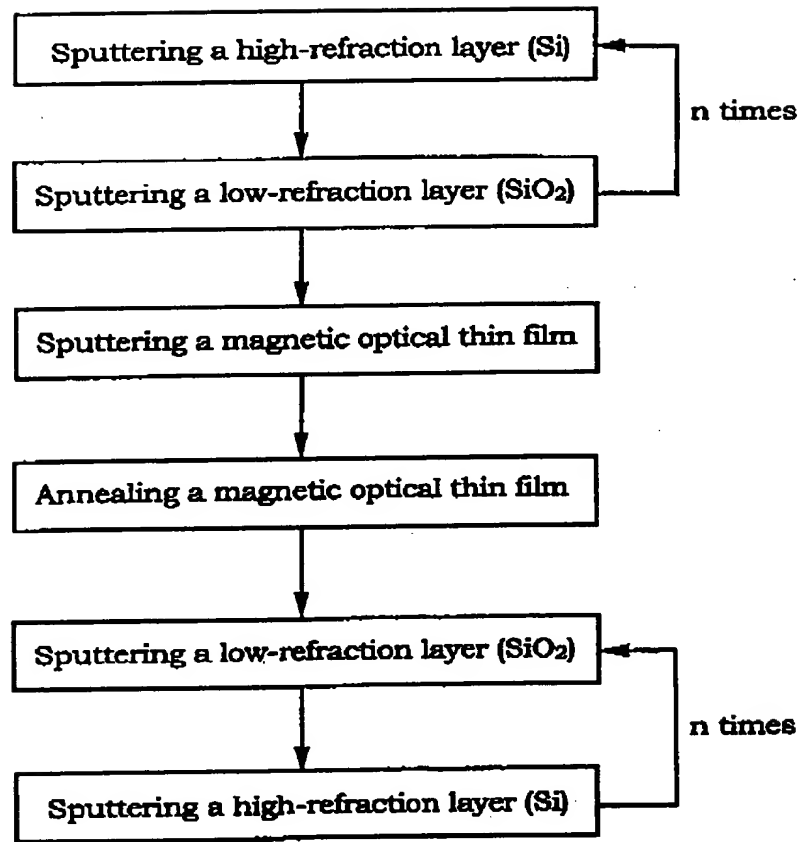 Sputtering a high-refraction layer (Si)
n times
Sputtering a low-refraction layer (SiO₂)
Sputtering a magnetic optical thin film
Annealing a magnetic optical thin film
Sputtering a low-refraction layer (SiO₂)
n times
Sputtering a high-refraction layer (Si)